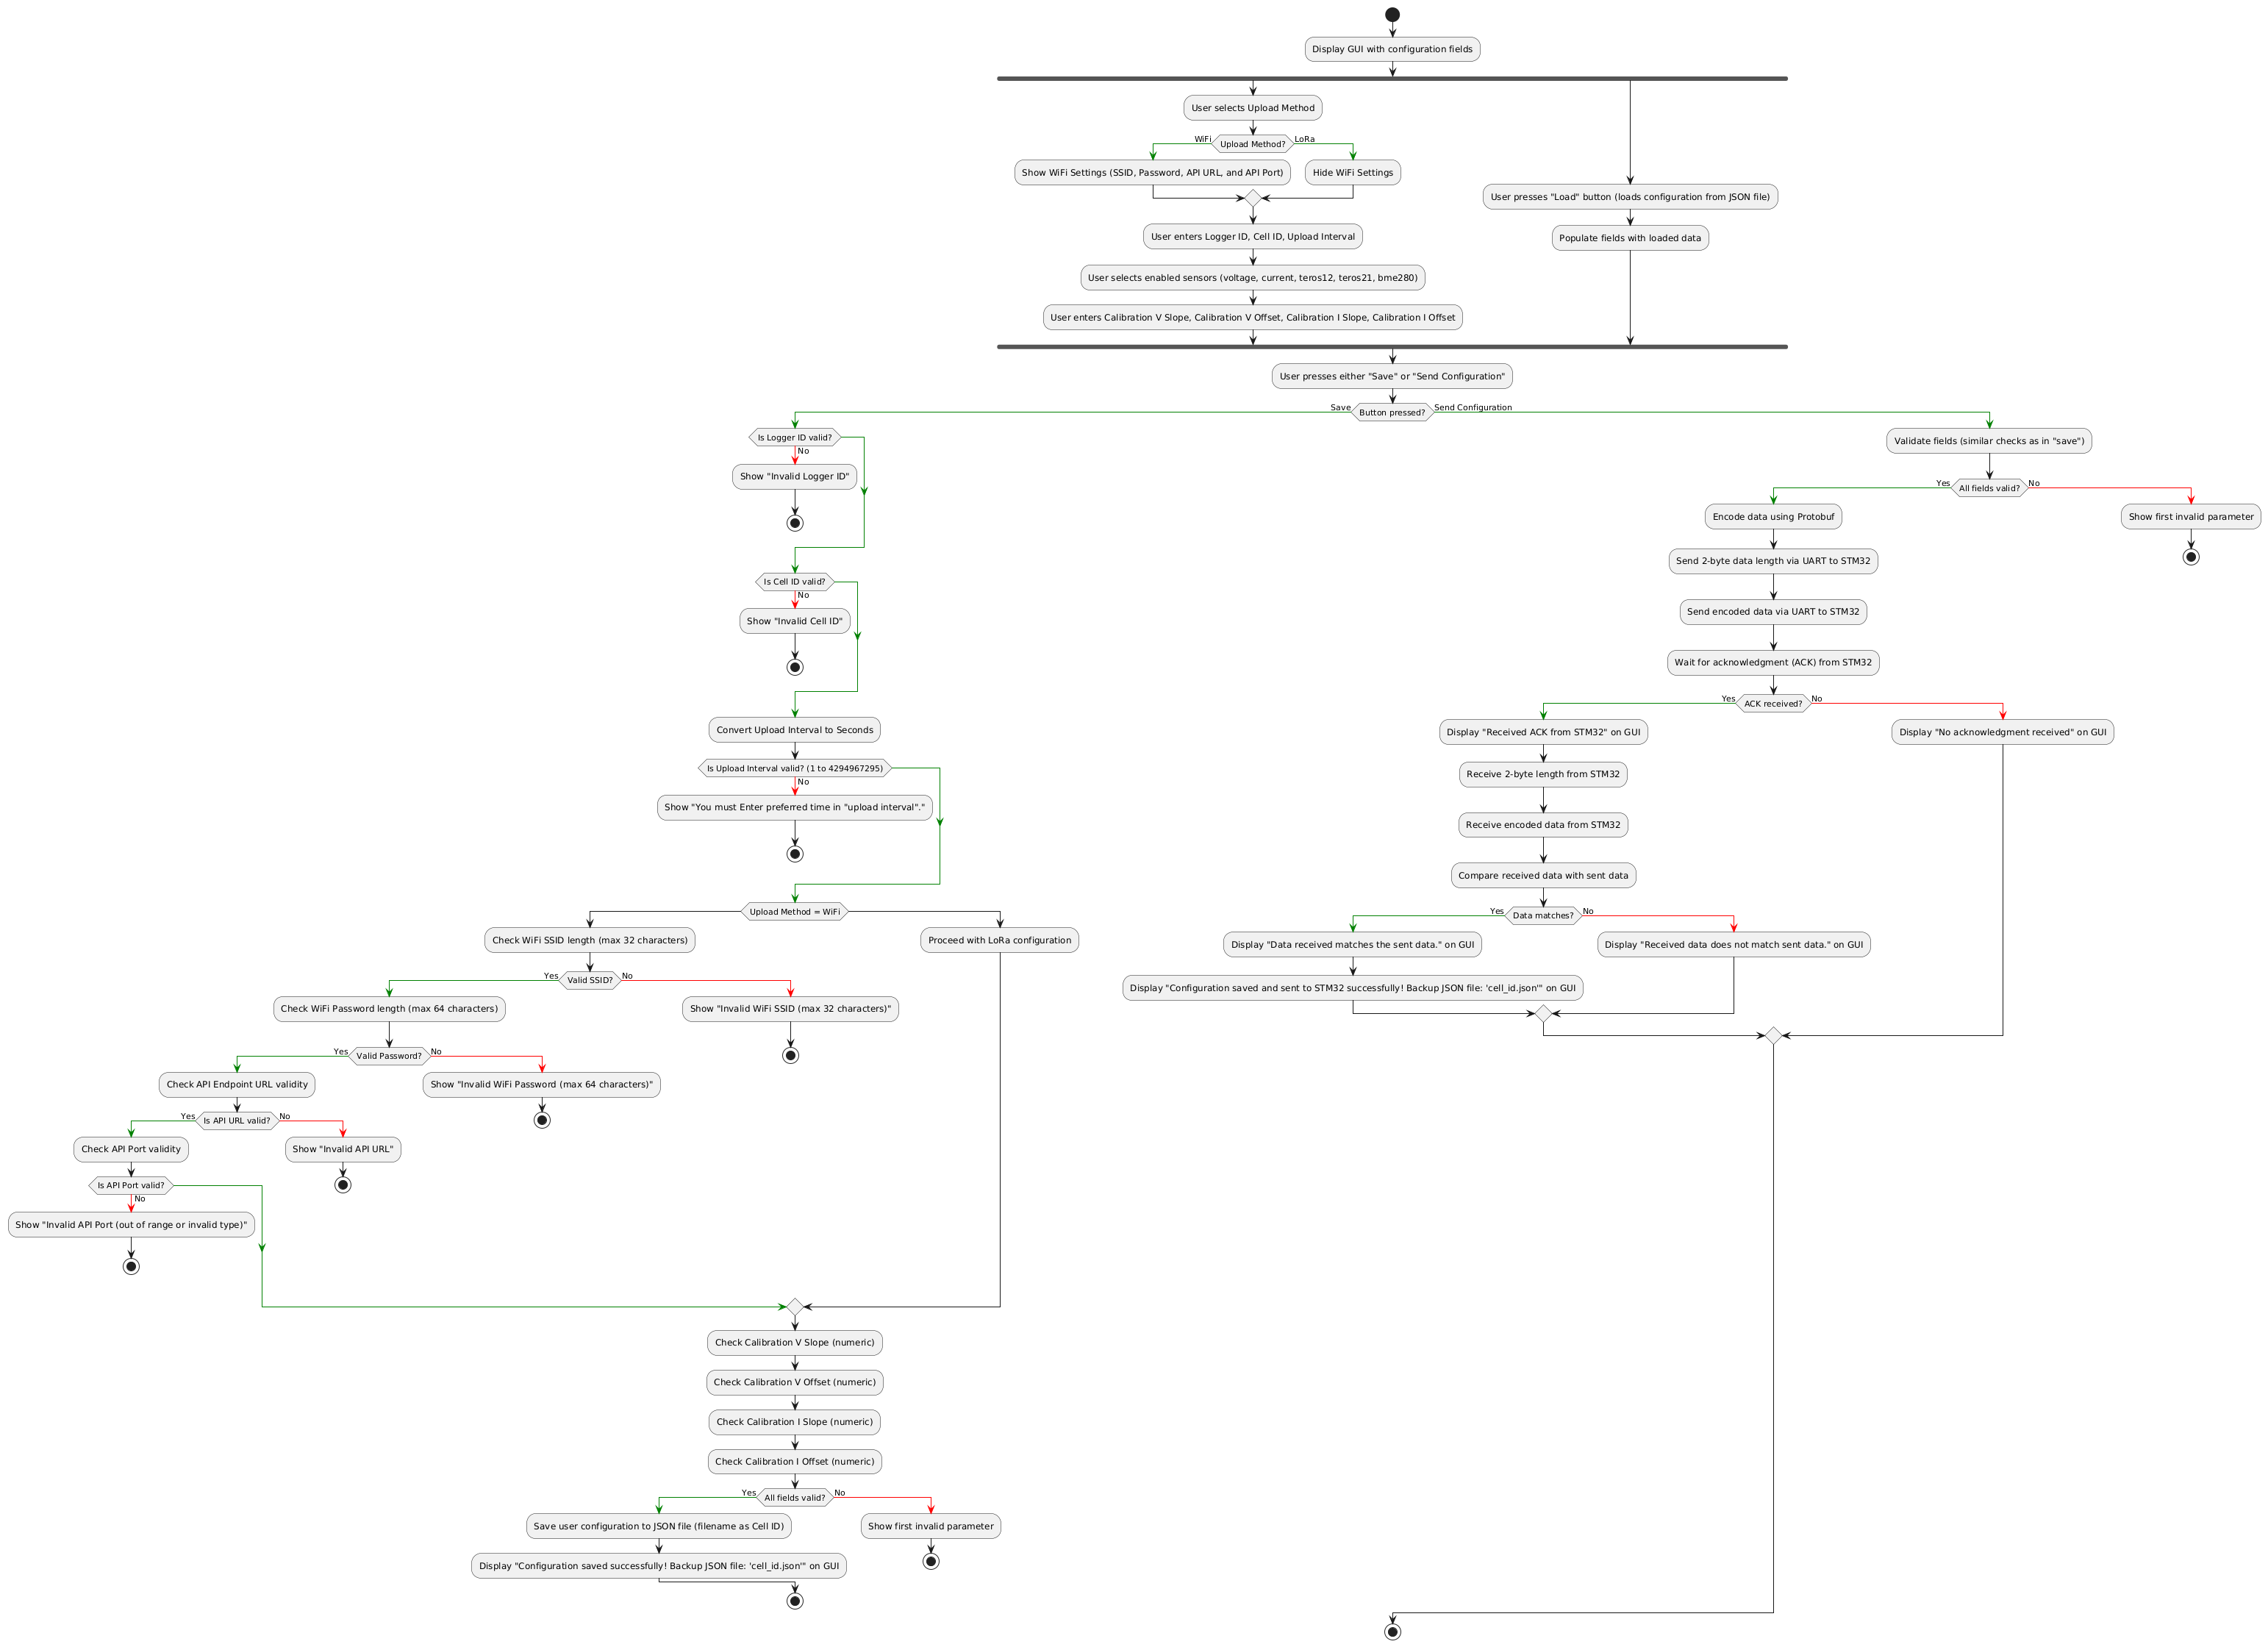 Display GUI with configuration fields
User selects Upload Method
WiFi
Upload Method?
LoRa
Show WiFi Settings (SSID, Password, API URL, and API Port)
Hide WiFi Settings
User enters Logger ID, Cell ID, Upload Interval
User selects enabled sensors (voltage, current, teros12, teros21, bme280)
User enters Calibration V Slope, Calibration V Offset, Calibration I Slope, Calibration I Offset
User presses "Load" button (loads configuration from JSON file)
Populate fields with loaded data
User presses either "Save" or "Send Configuration"
Save
Button pressed?
Send Configuration
Is Logger ID valid?
No
Show "Invalid Logger ID"
Is Cell ID valid?
No
Show "Invalid Cell ID"
Convert Upload Interval to Seconds
Is Upload Interval valid? (1 to 4294967295)
No
Show "You must Enter preferred time in "upload interval"."
Upload Method = WiFi
Check WiFi SSID length (max 32 characters)
Proceed with LoRa configuration
Yes
Valid SSID?
No
Check WiFi Password length (max 64 characters)
Show "Invalid WiFi SSID (max 32 characters)"
Yes
Valid Password?
No
Check API Endpoint URL validity
Show "Invalid WiFi Password (max 64 characters)"
Yes
Is API URL valid?
No
Check API Port validity
Show "Invalid API URL"
Is API Port valid?
No
Show "Invalid API Port (out of range or invalid type)"
Check Calibration V Slope (numeric)
Check Calibration V Offset (numeric)
Check Calibration I Slope (numeric)
Check Calibration I Offset (numeric)
Yes
All fields valid?
No
Save user configuration to JSON file (filename as Cell ID)
Show first invalid parameter
Display "Configuration saved successfully! Backup JSON file: 'cell_id.json'" on GUI
Validate fields (similar checks as in "save")
Yes
All fields valid?
No
Encode data using Protobuf
Show first invalid parameter
Send 2-byte data length via UART to STM32
Send encoded data via UART to STM32
Wait for acknowledgment (ACK) from STM32
Yes
ACK received?
No
Display "Received ACK from STM32" on GUI
Display "No acknowledgment received" on GUI
Receive 2-byte length from STM32
Receive encoded data from STM32
Compare received data with sent data
Yes
Data matches?
No
Display "Data received matches the sent data." on GUI
Display "Received data does not match sent data." on GUI
Display "Configuration saved and sent to STM32 successfully! Backup JSON file: 'cell_id.json'" on GUI